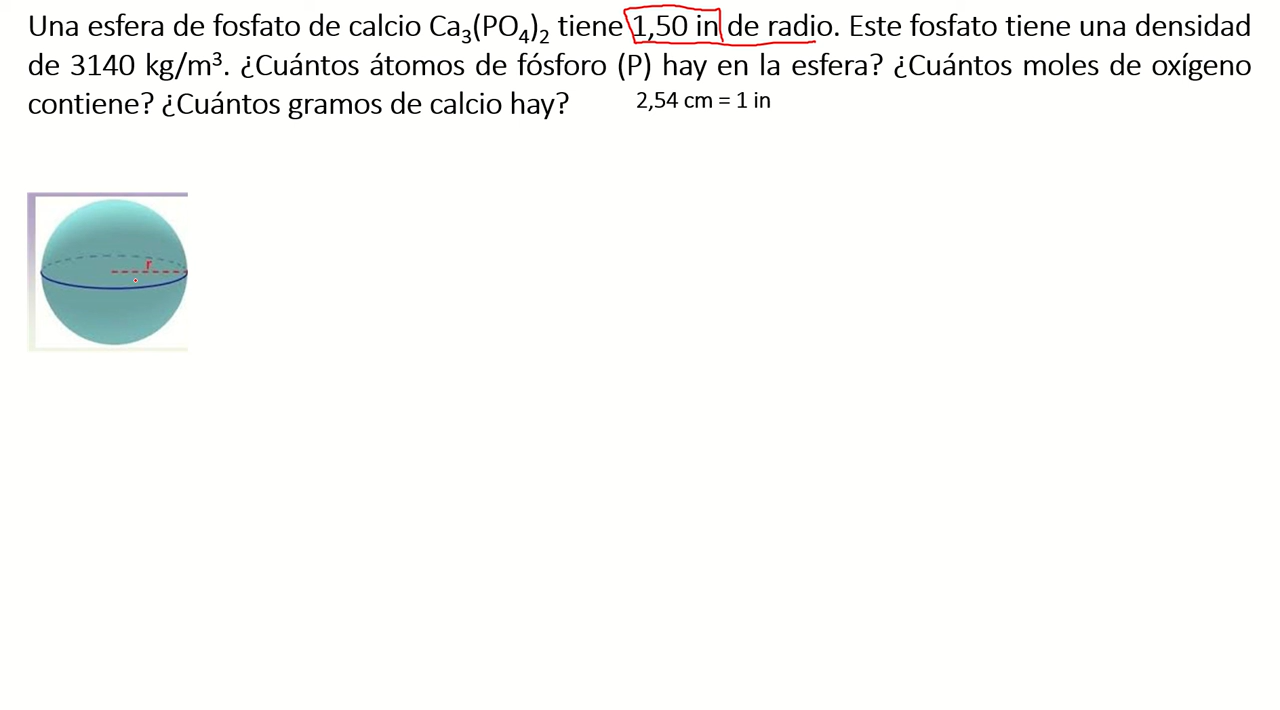 Una esfera de fosfato de calcio Ca₃(PO₄)₂ tiene 1,50 in de radio. Este fosfato tiene una densidad
de 3140 kg/m³. ¿Cuántos átomos de fósforo (P) hay en la esfera? ¿Cuántos moles de oxígeno
contiene? ¿Cuántos gramos de calcio hay?
2,54 cm = 1 in
r